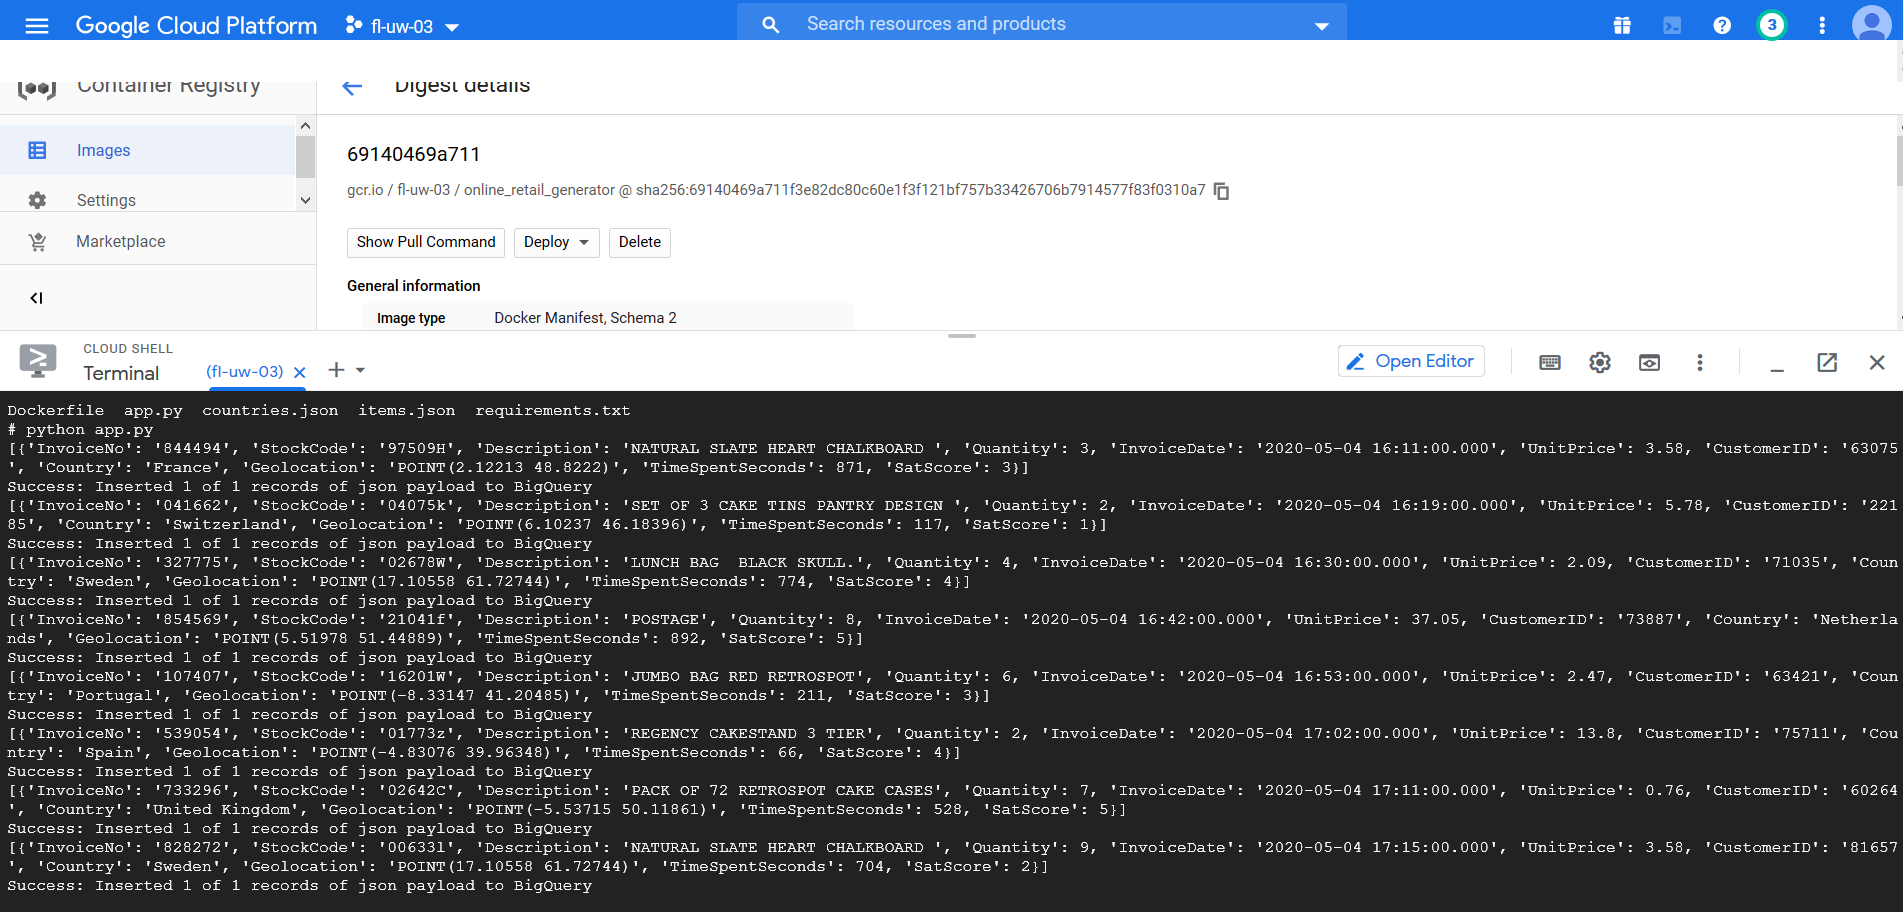 Google Cloud Platform fl-uw-03 Search resources and products 3
Container Registry
Digest details
Images
Settings
Marketplace
69140469a711
gcr.io / fl-uw-03 / online_retail_generator @ sha256:69140469a711f3e82dc80c60e1f3f121bf757b33426706b7914577f83f0310a7
Show Pull Command Deploy Delete
General information
Image type Docker Manifest, Schema 2
CLOUD SHELL
Terminal (fl-uw-03) Open Editor
Dockerfile  app.py  countries.json  items.json  requirements.txt
# python app.py
[{'InvoiceNo': '844494', 'StockCode': '97509H', 'Description': 'NATURAL SLATE HEART CHALKBOARD ', 'Quantity': 3, 'InvoiceDate': '2020-05-04 16:11:00.000', 'UnitPrice': 3.58, 'CustomerID': '63075
', 'Country': 'France', 'Geolocation': 'POINT(2.12213 48.8222)', 'TimeSpentSeconds': 871, 'SatScore': 3}]
Success: Inserted 1 of 1 records of json payload to BigQuery
[{'InvoiceNo': '041662', 'StockCode': '04075k', 'Description': 'SET OF 3 CAKE TINS PANTRY DESIGN ', 'Quantity': 2, 'InvoiceDate': '2020-05-04 16:19:00.000', 'UnitPrice': 5.78, 'CustomerID': '221
85', 'Country': 'Switzerland', 'Geolocation': 'POINT(6.10237 46.18396)', 'TimeSpentSeconds': 117, 'SatScore': 1}]
Success: Inserted 1 of 1 records of json payload to BigQuery
[{'InvoiceNo': '327775', 'StockCode': '02678W', 'Description': 'LUNCH BAG  BLACK SKULL.', 'Quantity': 4, 'InvoiceDate': '2020-05-04 16:30:00.000', 'UnitPrice': 2.09, 'CustomerID': '71035', 'Coun
try': 'Sweden', 'Geolocation': 'POINT(17.10558 61.72744)', 'TimeSpentSeconds': 774, 'SatScore': 4}]
Success: Inserted 1 of 1 records of json payload to BigQuery
[{'InvoiceNo': '854569', 'StockCode': '21041f', 'Description': 'POSTAGE', 'Quantity': 8, 'InvoiceDate': '2020-05-04 16:42:00.000', 'UnitPrice': 37.05, 'CustomerID': '73887', 'Country': 'Netherla
nds', 'Geolocation': 'POINT(5.51978 51.44889)', 'TimeSpentSeconds': 892, 'SatScore': 5}]
Success: Inserted 1 of 1 records of json payload to BigQuery
[{'InvoiceNo': '107407', 'StockCode': '16201W', 'Description': 'JUMBO BAG RED RETROSPOT', 'Quantity': 6, 'InvoiceDate': '2020-05-04 16:53:00.000', 'UnitPrice': 2.47, 'CustomerID': '63421', 'Coun
try': 'Portugal', 'Geolocation': 'POINT(-8.33147 41.20485)', 'TimeSpentSeconds': 211, 'SatScore': 3}]
Success: Inserted 1 of 1 records of json payload to BigQuery
[{'InvoiceNo': '539054', 'StockCode': '01773z', 'Description': 'REGENCY CAKESTAND 3 TIER', 'Quantity': 2, 'InvoiceDate': '2020-05-04 17:02:00.000', 'UnitPrice': 13.8, 'CustomerID': '75711', 'Cou
ntry': 'Spain', 'Geolocation': 'POINT(-4.83076 39.96348)', 'TimeSpentSeconds': 66, 'SatScore': 4}]
Success: Inserted 1 of 1 records of json payload to BigQuery
[{'InvoiceNo': '733296', 'StockCode': '02642C', 'Description': 'PACK OF 72 RETROSPOT CAKE CASES', 'Quantity': 7, 'InvoiceDate': '2020-05-04 17:11:00.000', 'UnitPrice': 0.76, 'CustomerID': '60264
', 'Country': 'United Kingdom', 'Geolocation': 'POINT(-5.53715 50.11861)', 'TimeSpentSeconds': 528, 'SatScore': 5}]
Success: Inserted 1 of 1 records of json payload to BigQuery
[{'InvoiceNo': '828272', 'StockCode': '00633l', 'Description': 'NATURAL SLATE HEART CHALKBOARD ', 'Quantity': 9, 'InvoiceDate': '2020-05-04 17:15:00.000', 'UnitPrice': 3.58, 'CustomerID': '81657
', 'Country': 'Sweden', 'Geolocation': 'POINT(17.10558 61.72744)', 'TimeSpentSeconds': 704, 'SatScore': 2}]
Success: Inserted 1 of 1 records of json payload to BigQuery